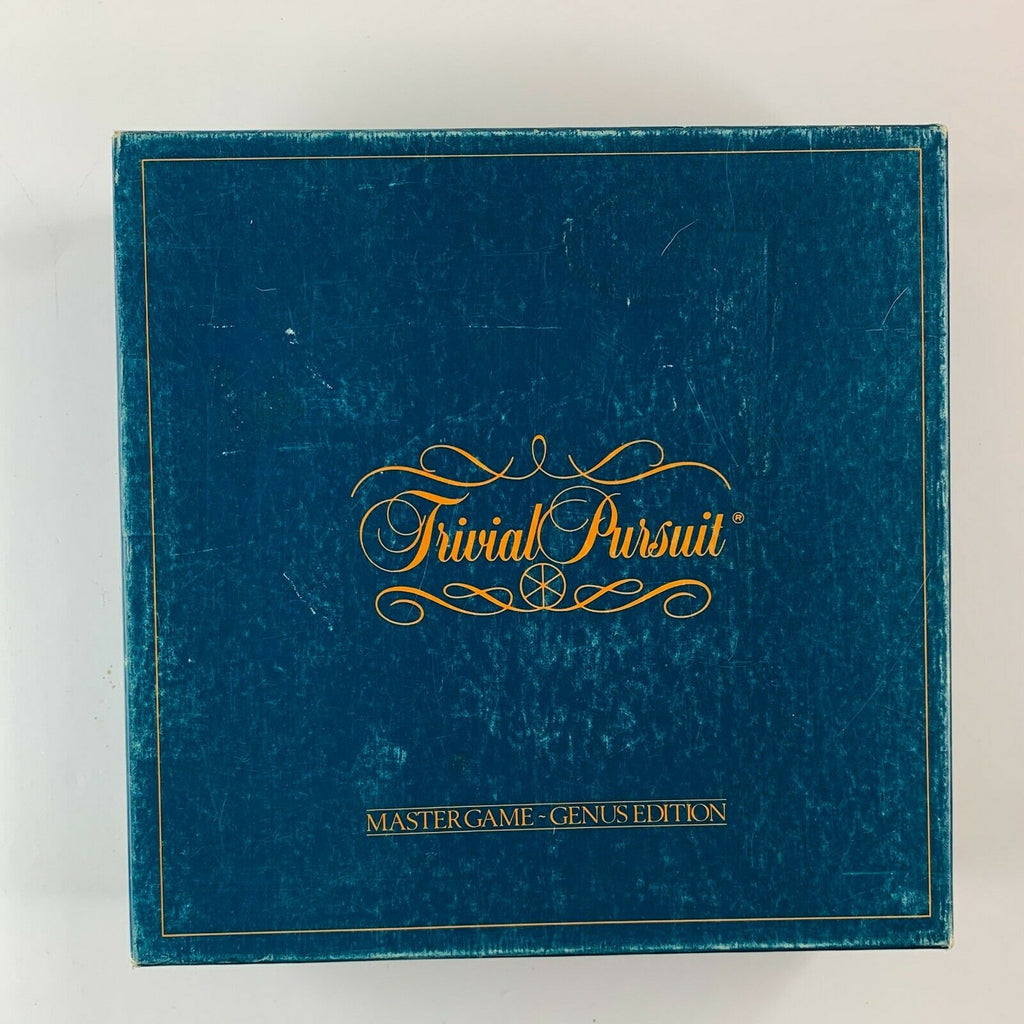 Trivial Pursuit®
MASTER GAME ~ GENUS EDITION